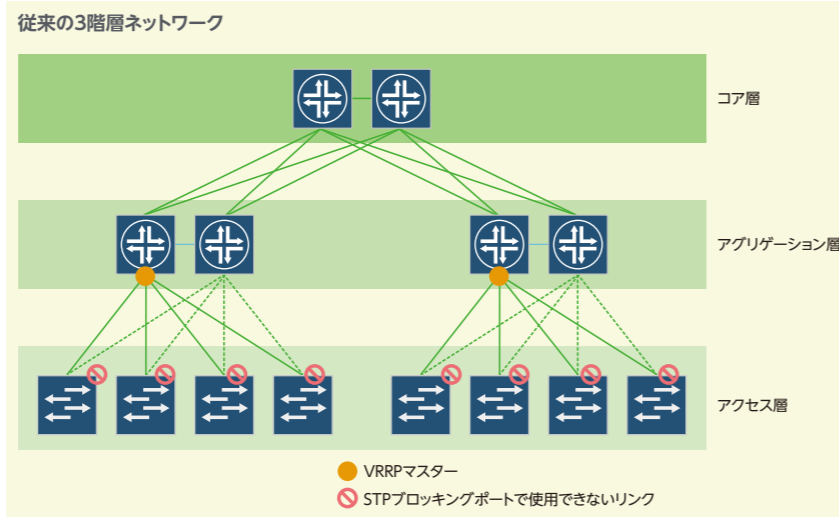 従来の3階層ネットワーク
コア層
アグリゲーション層
アクセス層
VRRPマスター
STPブロッキングポートで使用できないリンク